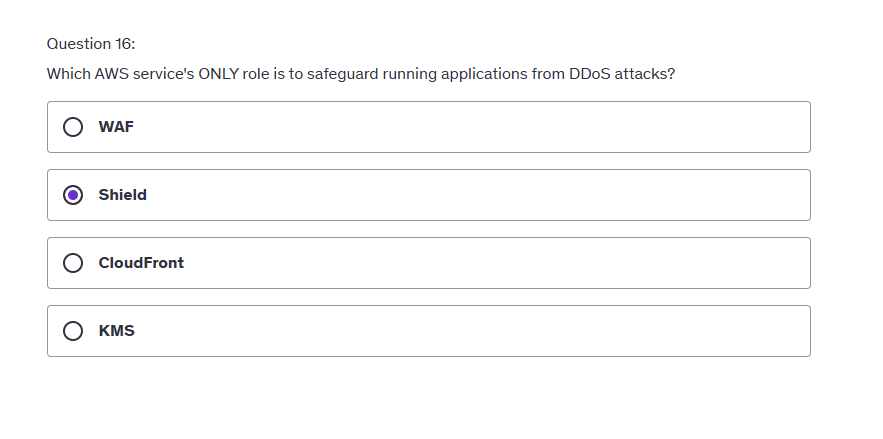 Question 16:
Which AWS service's ONLY role is to safeguard running applications from DDoS attacks?
WAF
Shield
CloudFront
KMS